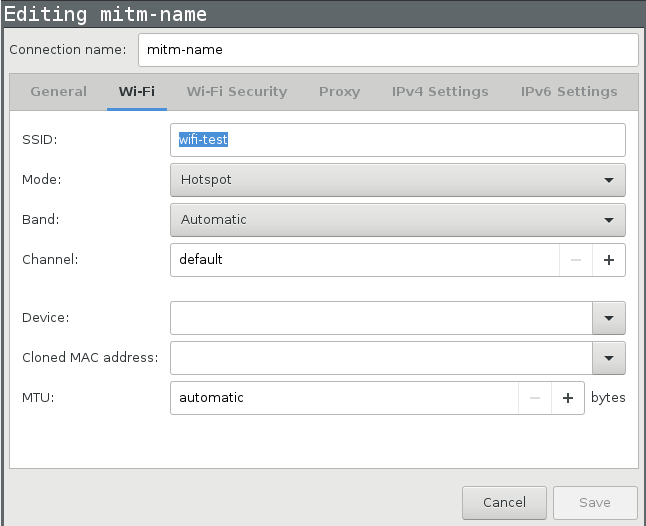 Editing mitm-name
Connection name: mitm-name
General Wi-Fi Wi-Fi Security Proxy IPv4 Settings IPv6 Settings
SSID: wifi-test
Mode: Hotspot
Band: Automatic
Channel: default
Device:
Cloned MAC address:
MTU: automatic bytes
Cancel Save